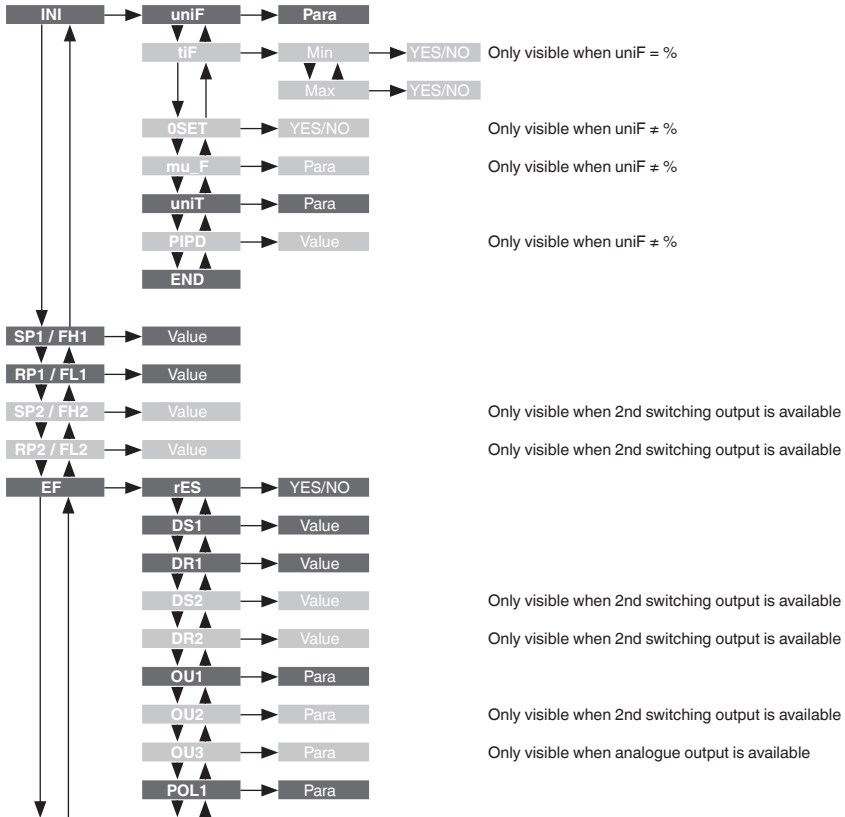 INI uniF Para
tiF Min YES/NO Only visible when uniF = %
Max YES/NO
0SET YES/NO Only visible when uniF ≠ %
mu_F Para Only visible when uniF ≠ %
uniT Para
PIPD Value Only visible when uniF ≠ %
END
SP1 / FH1 Value
RP1 / FL1 Value
SP2 / FH2 Value Only visible when 2nd switching output is available
RP2 / FL2 Value Only visible when 2nd switching output is available
EF rES YES/NO
DS1 Value
DR1 Value
DS2 Value Only visible when 2nd switching output is available
DR2 Value Only visible when 2nd switching output is available
OU1 Para
OU2 Para Only visible when 2nd switching output is available
OU3 Para Only visible when analogue output is available
POL1 Para